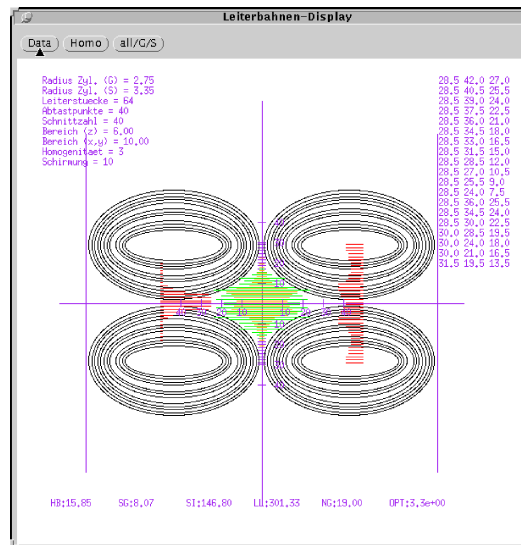 Leiterbahnen-Display
Data Homo all/G/S
Radius Zyl. (G) = 2.75
Radius Zyl. (S) = 3.35
Leiterstuecke = 64
Abtastpunkte = 40
Schnittzahl = 40
Bereich (z) = 6.00
Bereich (x,y) = 10.00
Homogenitaet = 3
Schirmung = 10
28.5 42.0 27.0
28.5 40.5 25.5
28.5 39.0 24.0
28.5 37.5 22.5
28.5 36.0 21.0
28.5 34.5 18.0
28.5 33.0 16.5
28.5 31.5 15.0
28.5 28.5 12.0
28.5 27.0 10.5
28.5 25.5 9.0
28.5 24.0 7.5
28.5 36.0 25.5
28.5 34.5 24.0
28.5 30.0 22.5
30.0 28.5 19.5
30.0 24.0 18.0
30.0 21.0 16.5
31.5 19.5 13.5
10
10
10
10
HB:15.85 SG:8.07 SI:146.80 LL:301.33 NG:19.00 OPT:3.3e+00